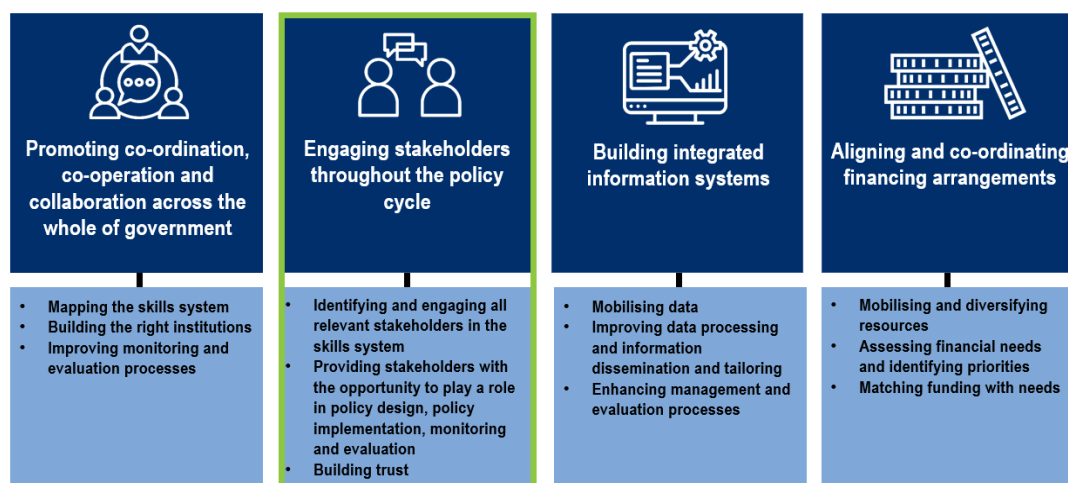 Promoting co-ordination,
co-operation and
collaboration across the
whole of government
• Mapping the skills system
• Building the right institutions
• Improving monitoring and
evaluation processes
Engaging stakeholders
throughout the policy
cycle
• Identifying and engaging all
relevant stakeholders in the
skills system
• Providing stakeholders with
the opportunity to play a role
in policy design, policy
implementation, monitoring
and evaluation
• Building trust
Building integrated
information systems
• Mobilising data
• Improving data processing
and information
dissemination and tailoring
• Enhancing management and
evaluation processes
Aligning and co-ordinating
financing arrangements
• Mobilising and diversifying
resources
• Assessing financial needs
and identifying priorities
• Matching funding with needs